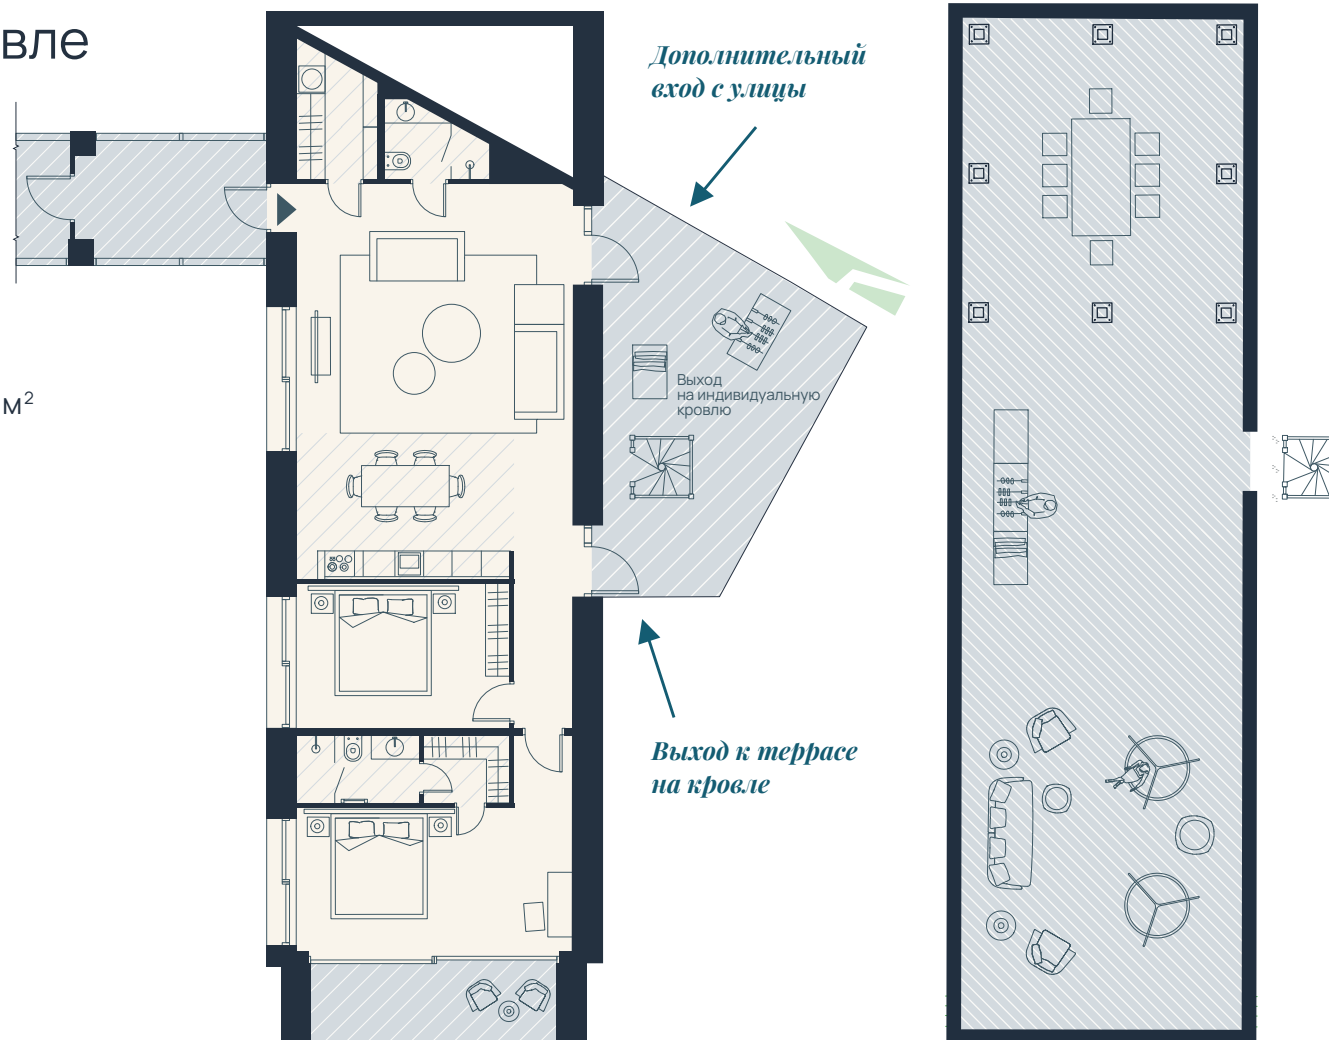 вле
м²
Дополнительный
вход с улицы
Выход
на индивидуальную
кровлю
Выход к террасе
на кровле